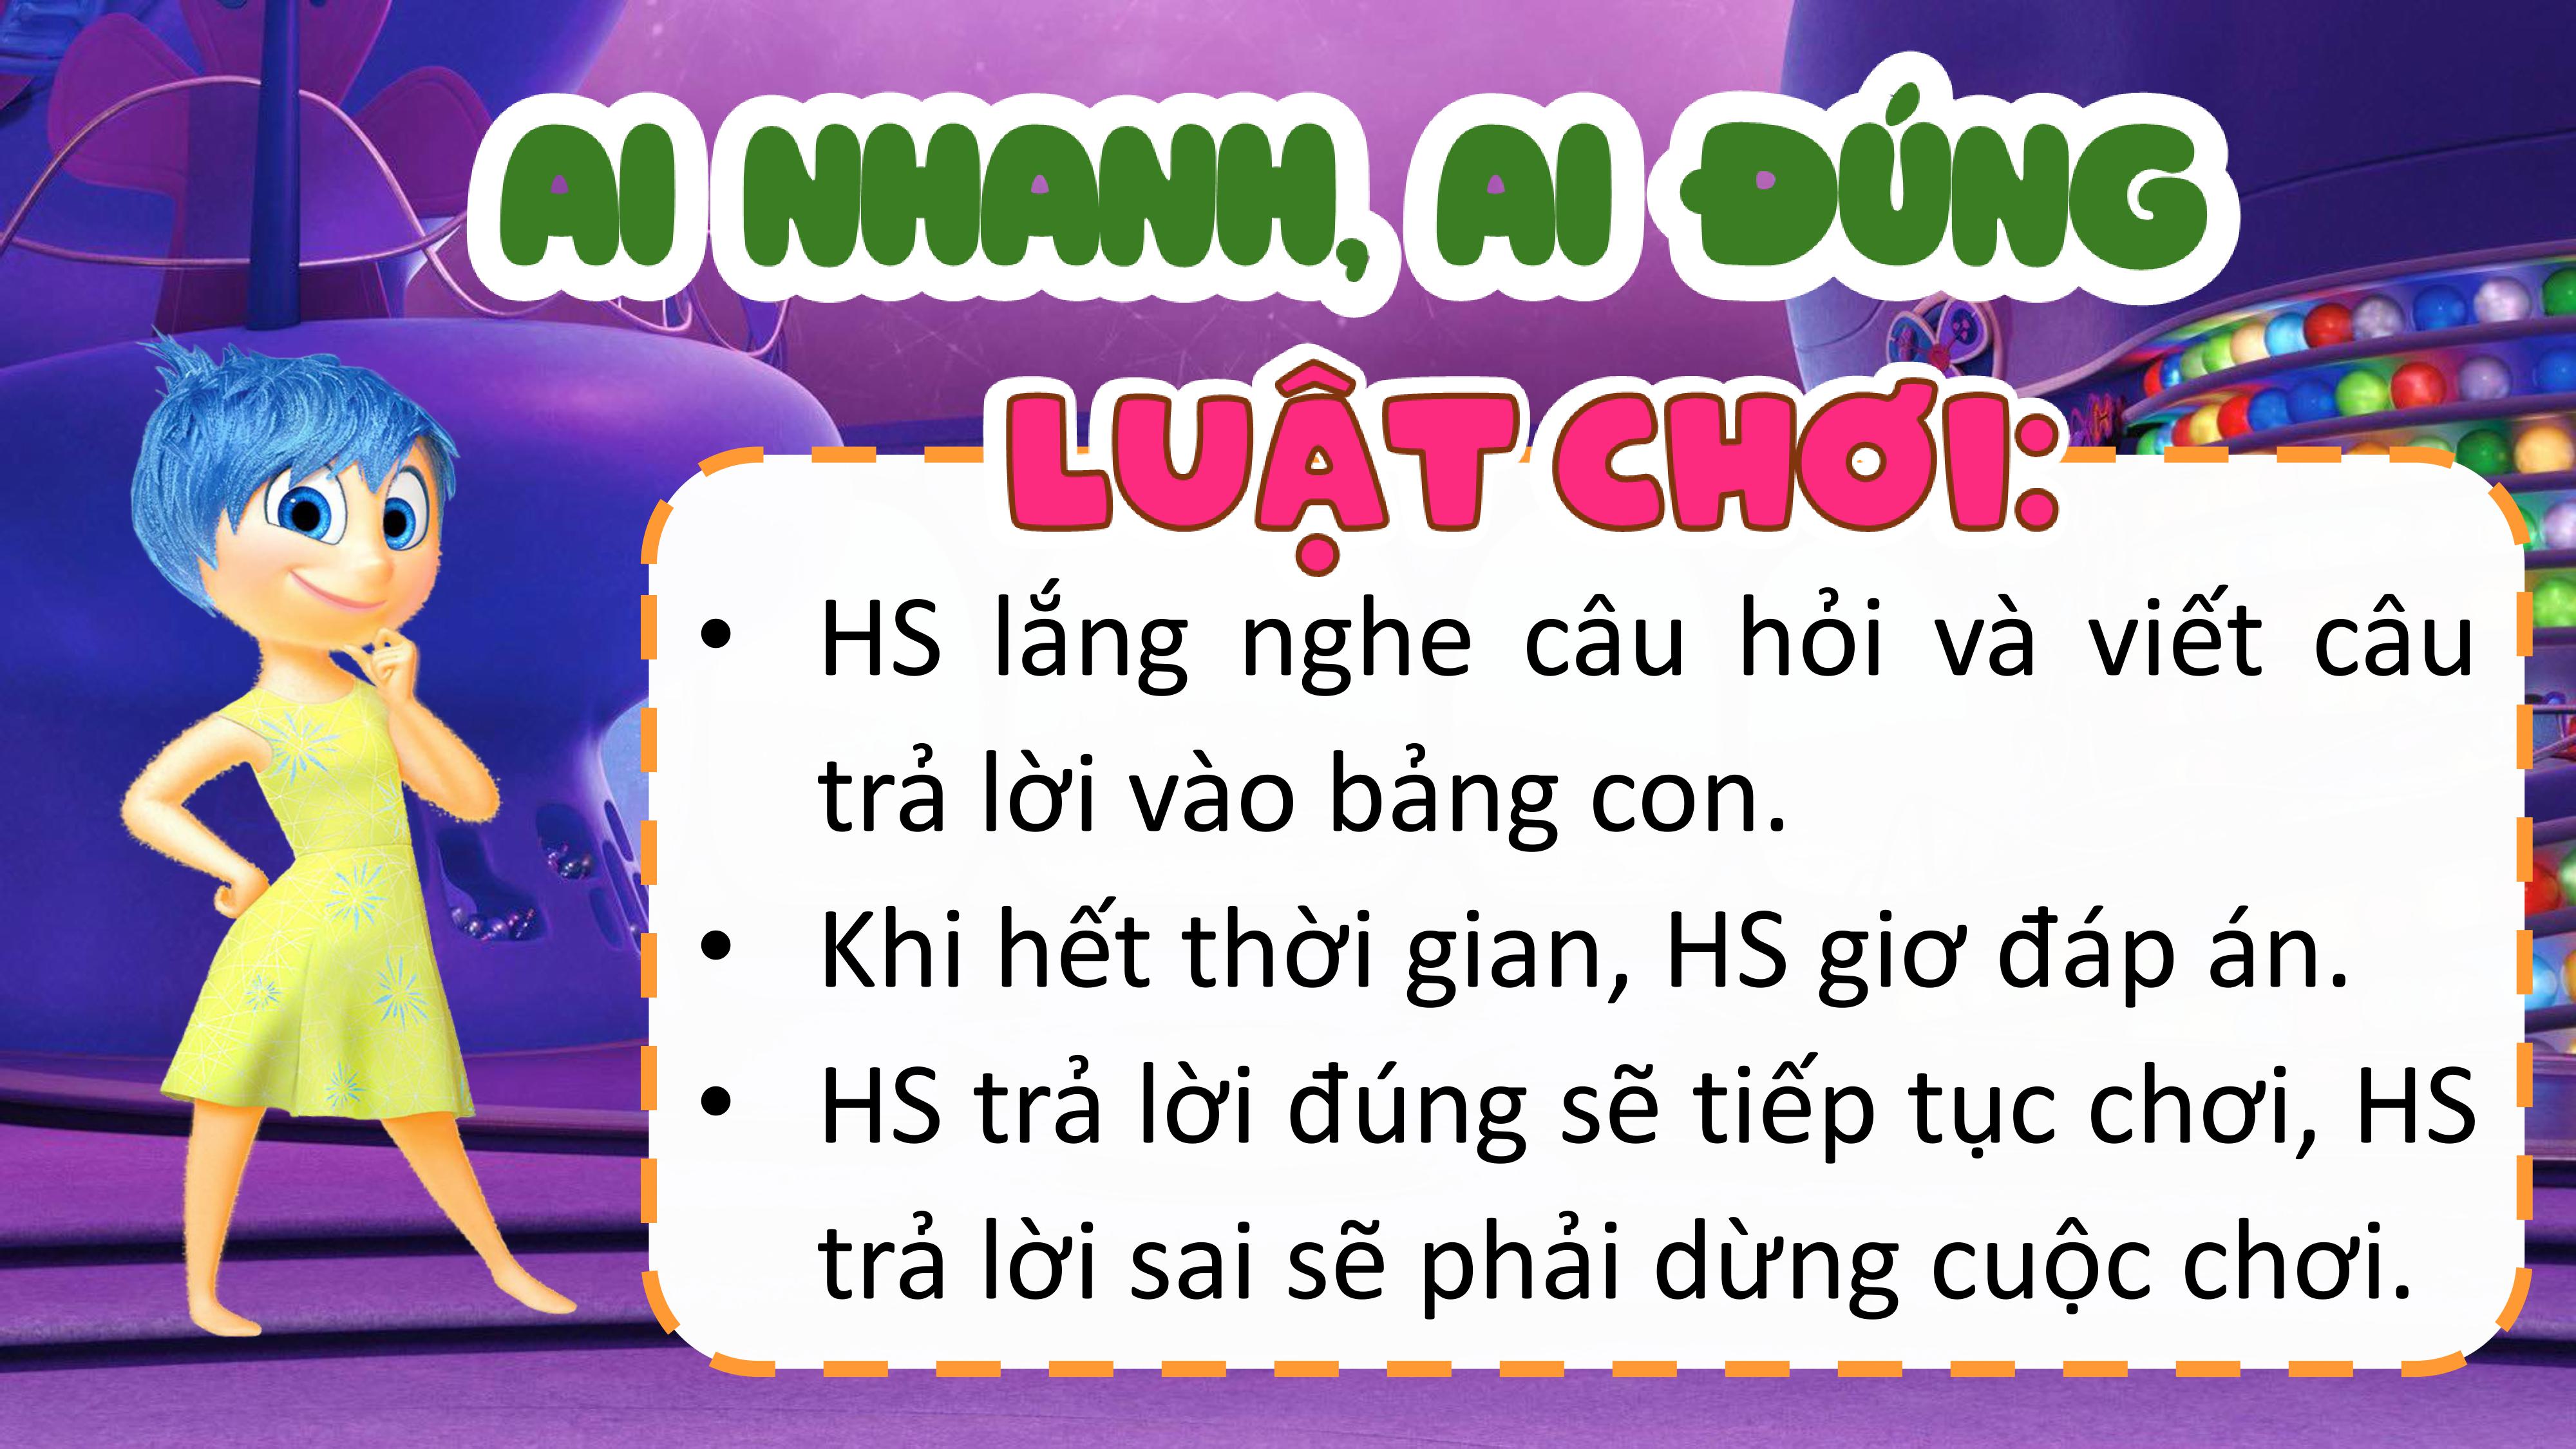 AI NHANH, AI ĐÚNG
LUẬT CHƠI:
• HS lắng nghe câu hỏi và viết câu
trả lời vào bảng con.
• Khi hết thời gian, HS giơ đáp án.
• HS trả lời đúng sẽ tiếp tục chơi, HS
trả lời sai sẽ phải dừng cuộc chơi.